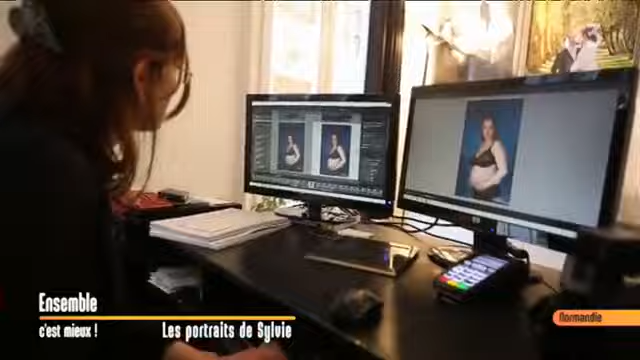 Ensemble
c'est mieux !
Les portraits de Sylvie
Normandie